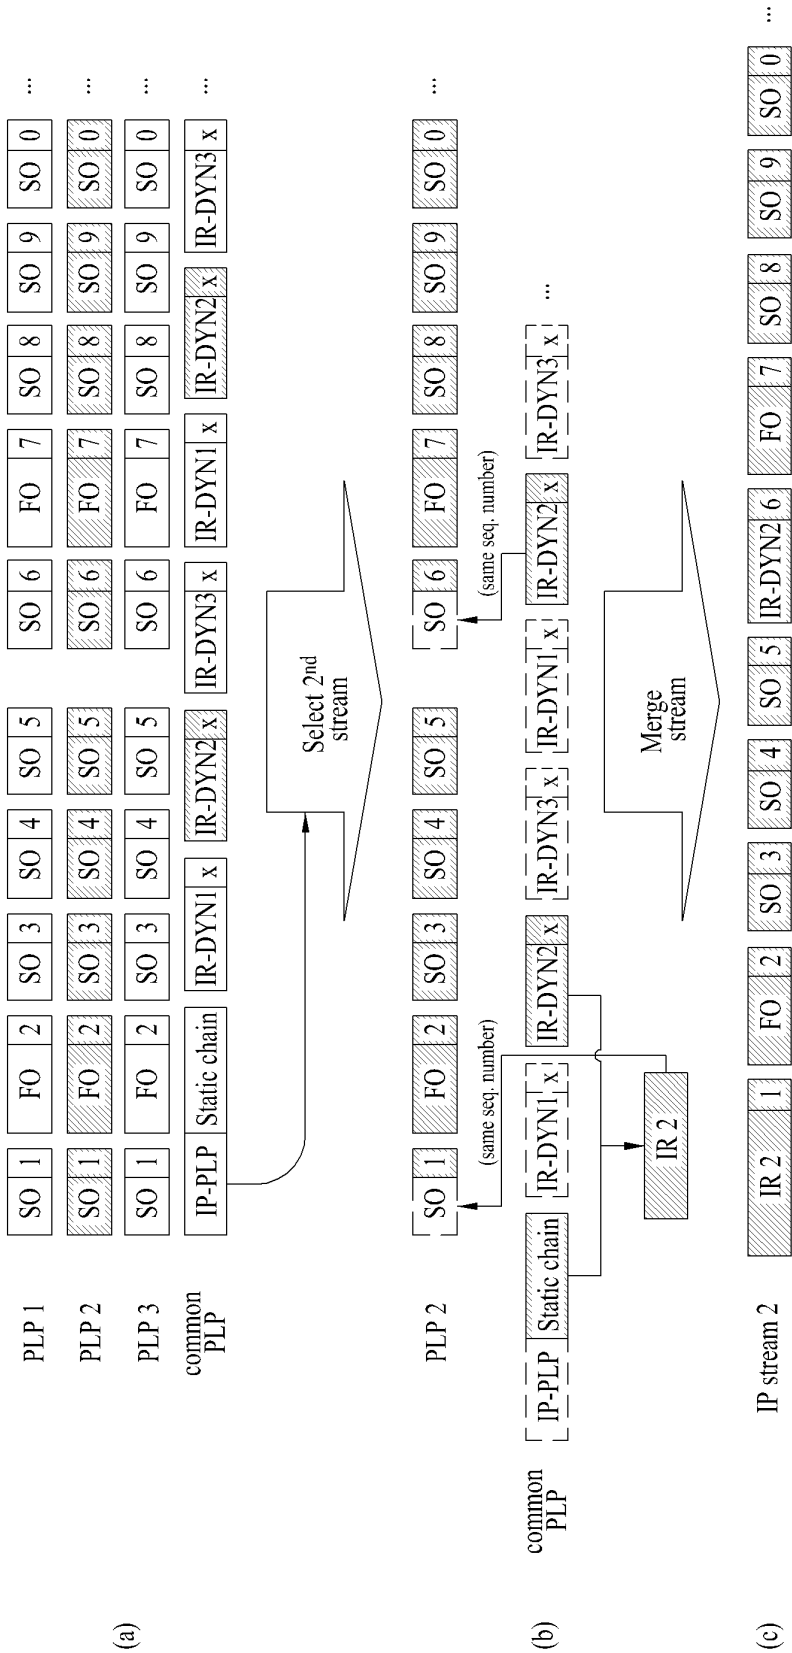 (a)
PLP 1 SO 1 FO 2 SO 3 SO 4 SO 5 SO 6 FO 7 SO 8 SO 9 SO 0 ...
PLP 2 SO 1 FO 2 SO 3 SO 4 SO 5 SO 6 FO 7 SO 8 SO 9 SO 0 ...
PLP 3 SO 1 FO 2 SO 3 SO 4 SO 5 SO 6 FO 7 SO 8 SO 9 SO 0 ...
common
PLP
IP-PLP Static chain IR-DYN1 x IR-DYN2 x IR-DYN3 x IR-DYN1 x IR-DYN2 x IR-DYN3 x ...
Select 2nd
stream
(b)
PLP 2 SO 1 FO 2 SO 3 SO 4 SO 5 SO 6 FO 7 SO 8 SO 9 SO 0 ...
(same seq. number) (same seq. number)
common
PLP
IP-PLP Static chain IR-DYN1 x IR-DYN2 x IR-DYN3 x IR-DYN1 x IR-DYN2 x IR-DYN3 x ...
IR 2
Merge
stream
(c)
IP stream 2 IR 2 1 FO 2 SO 3 SO 4 SO 5 IR-DYN2 6 FO 7 SO 8 SO 9 SO 0 ...